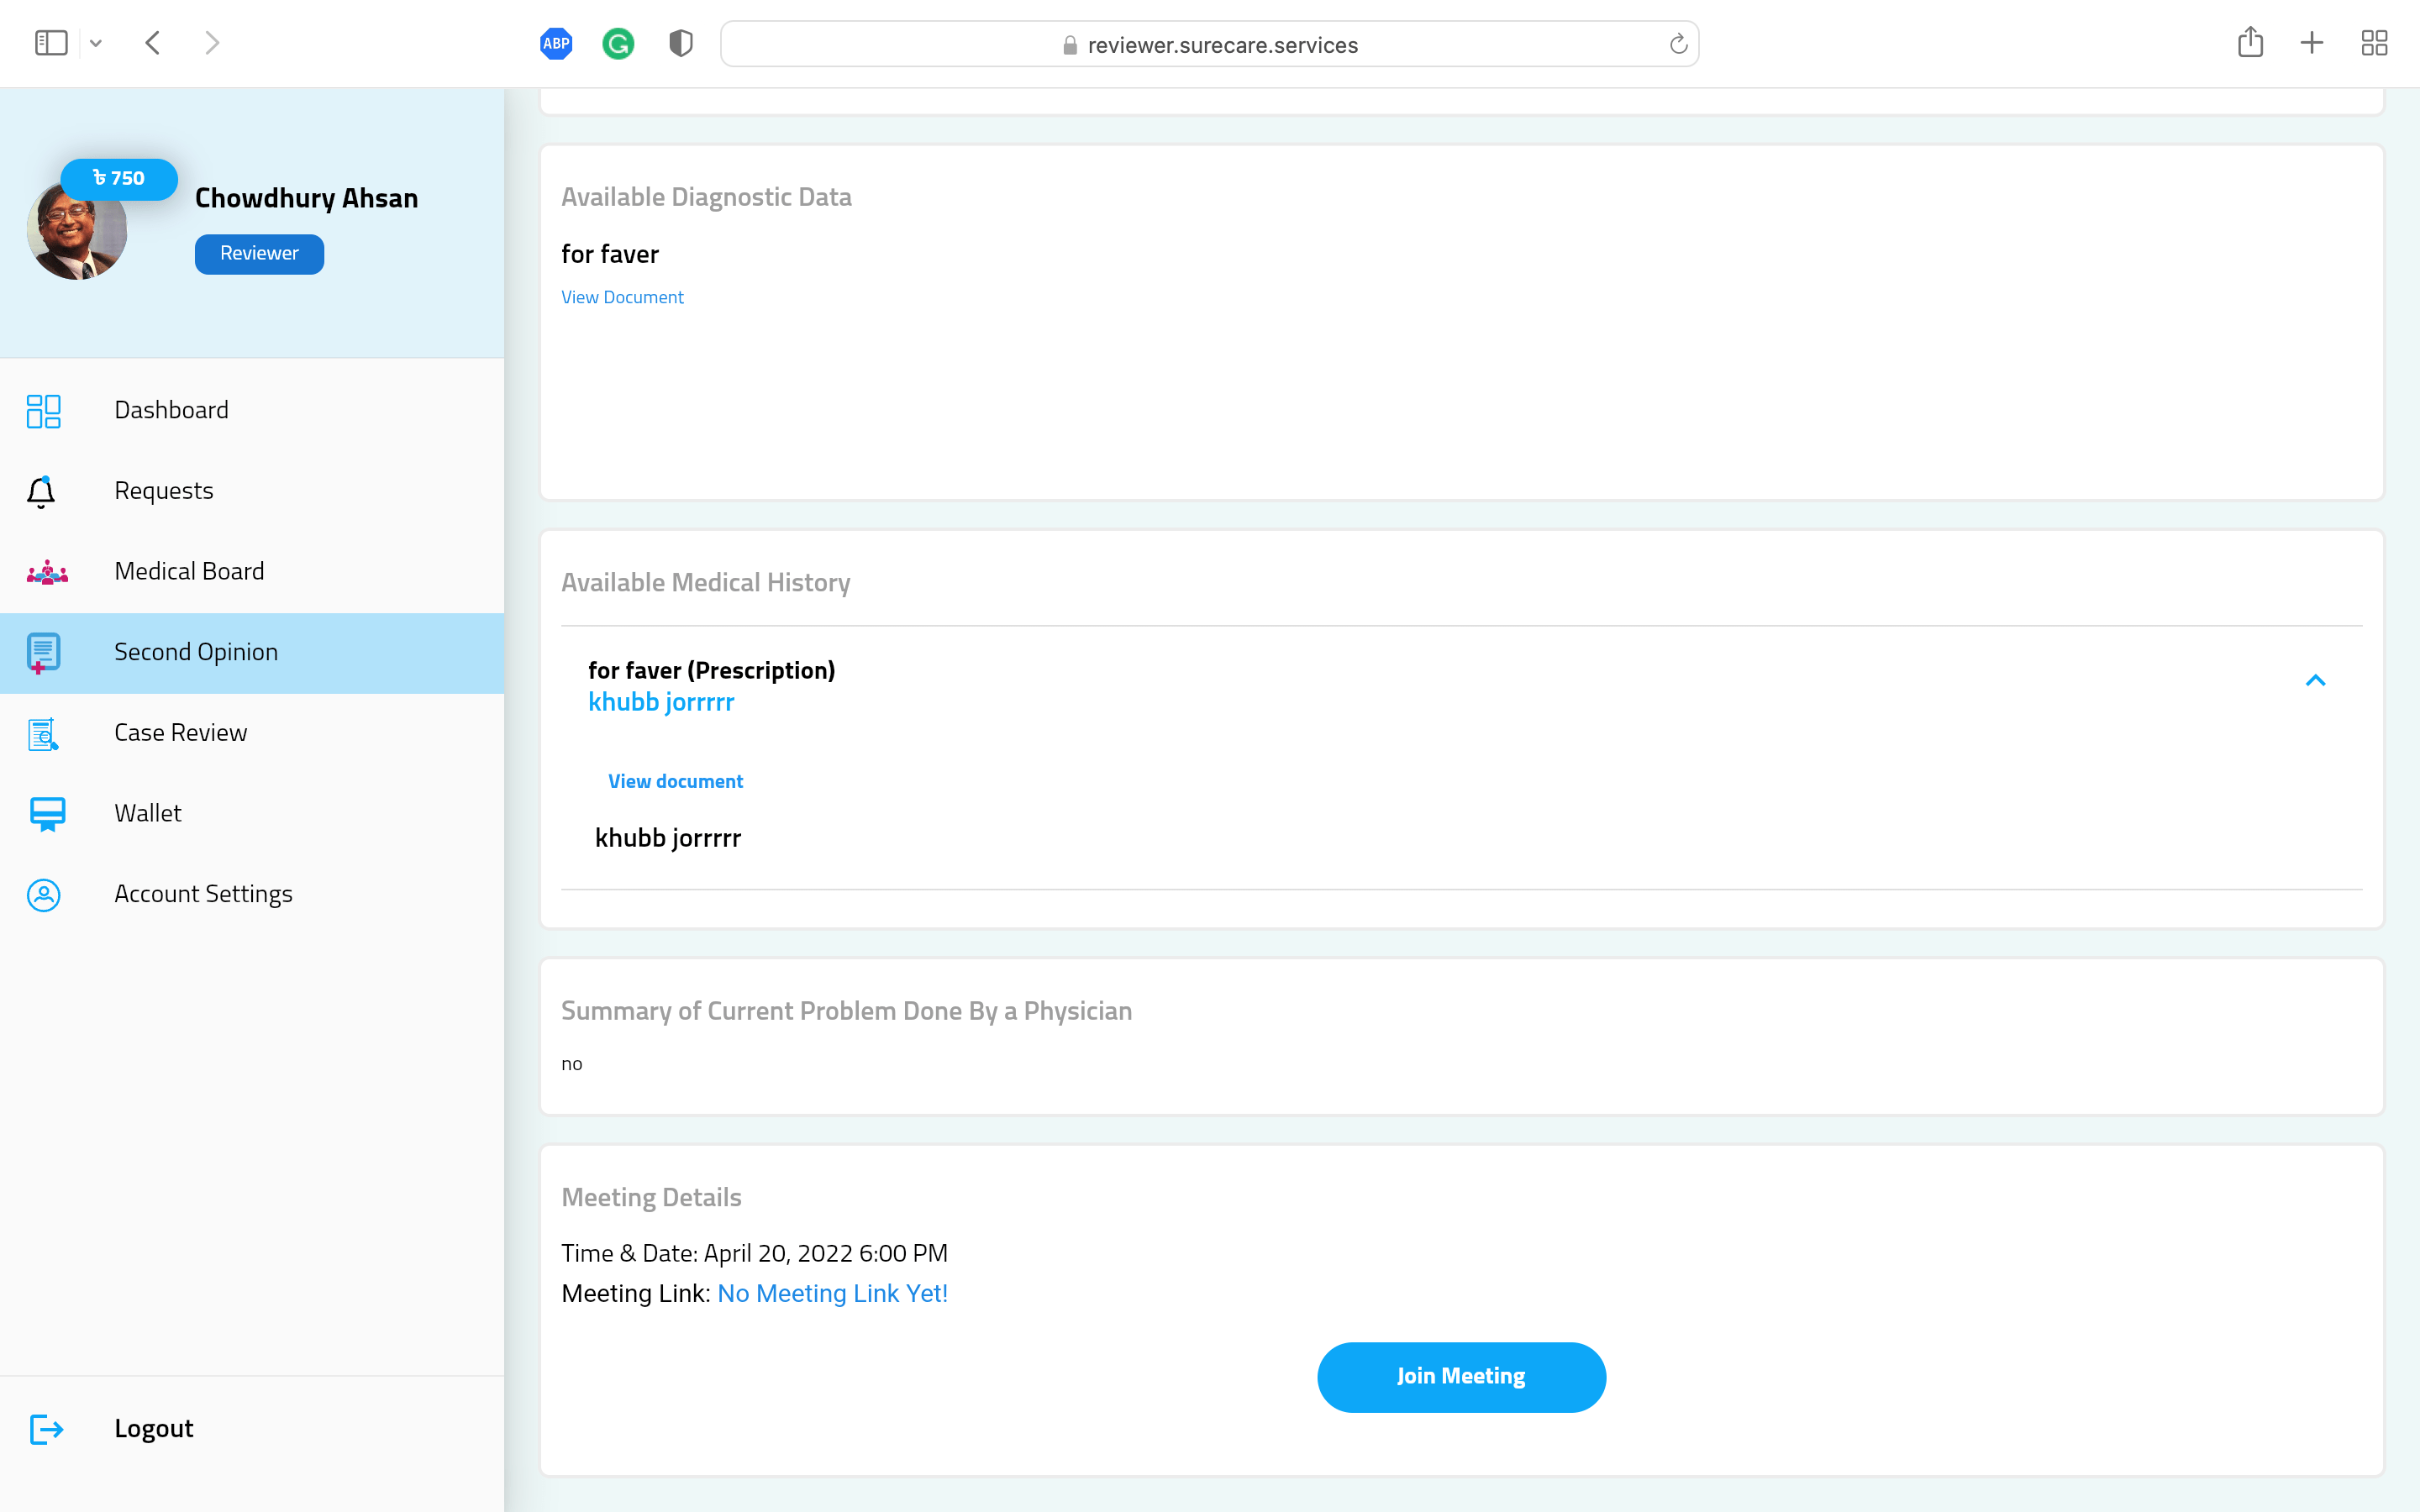 ABP
reviewer.surecare.services
৳ 750
Chowdhury Ahsan
Reviewer
Dashboard
Requests
Medical Board
Second Opinion
Case Review
Wallet
Account Settings
Logout
Available Diagnostic Data
for faver
View Document
Available Medical History
for faver (Prescription)
khubb jorrrrr
View document
khubb jorrrrr
Summary of Current Problem Done By a Physician
no
Meeting Details
Time & Date: April 20, 2022 6:00 PM
Meeting Link: No Meeting Link Yet!
Join Meeting